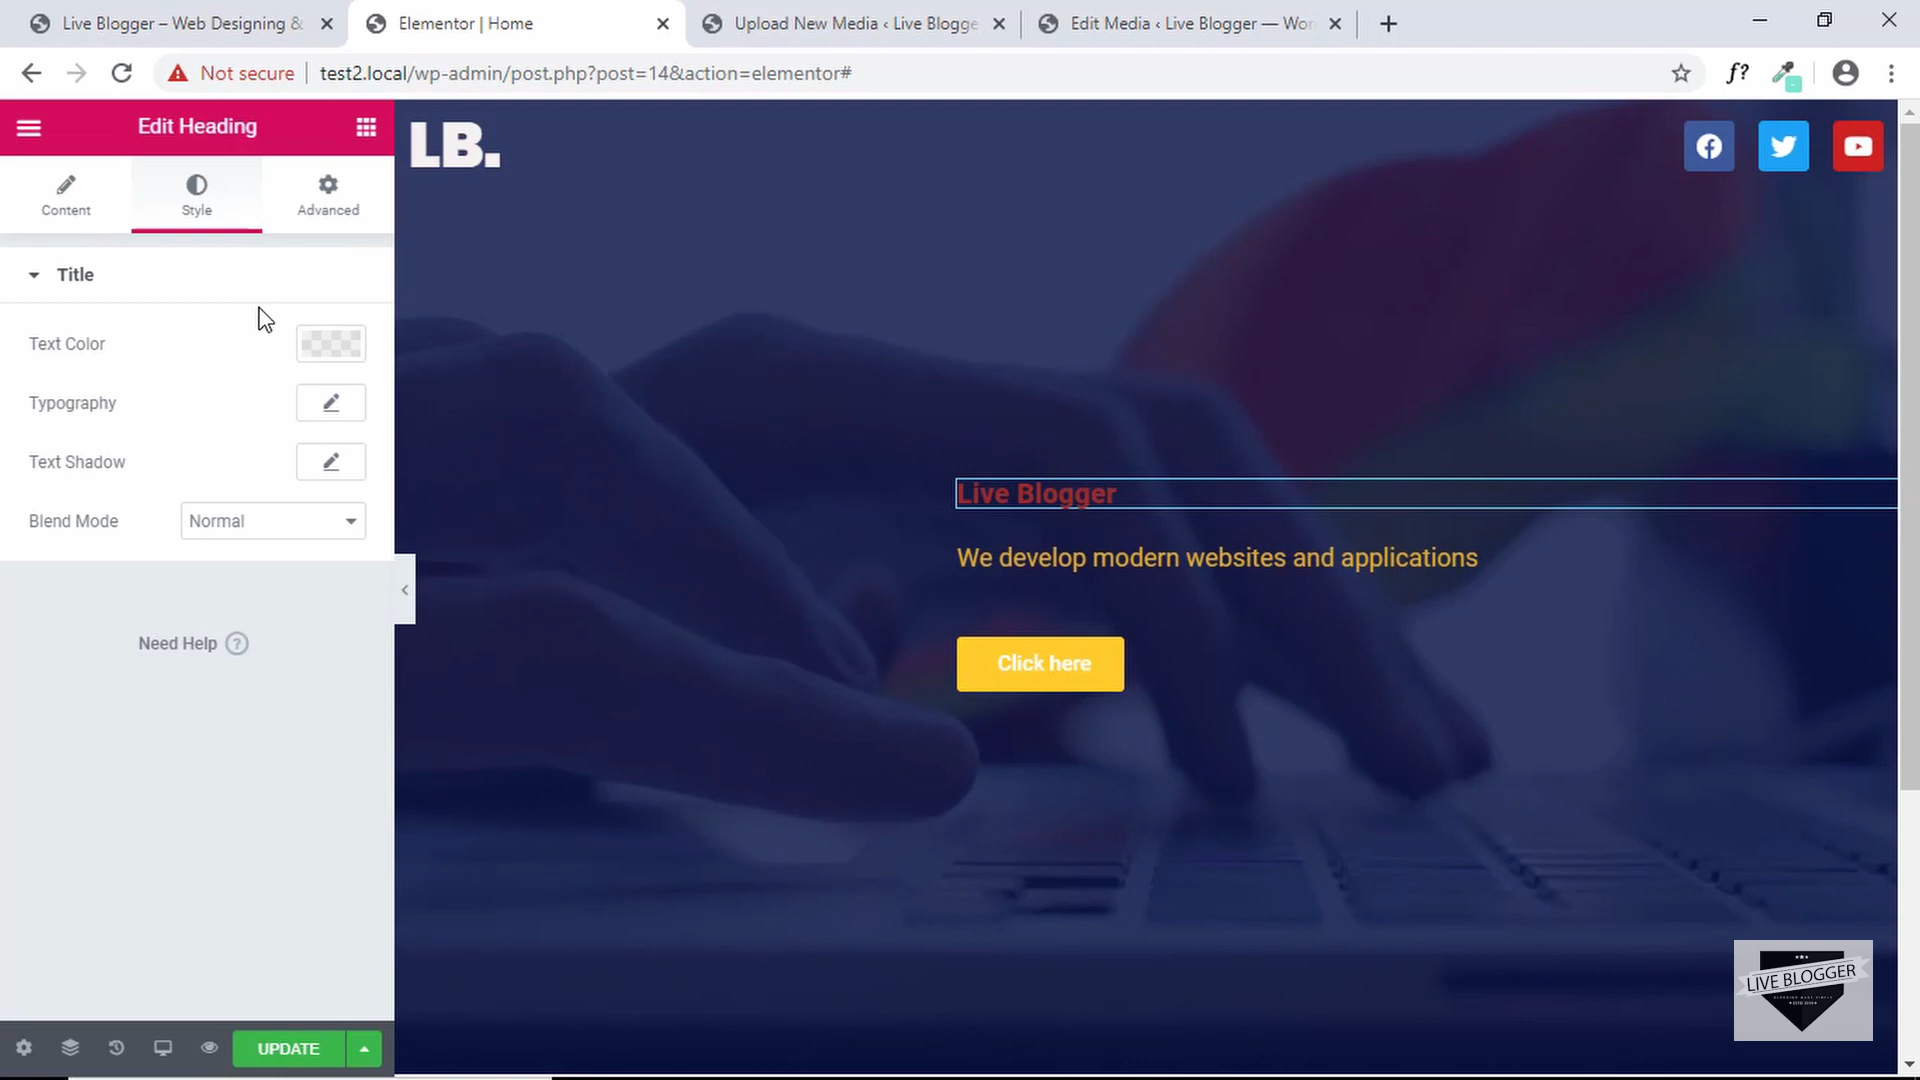 Live Blogger – Web Designing &
Elementor | Home
Upload New Media ‹ Live Blogge
Edit Media ‹ Live Blogger — Wor
Not secure
test2.local/wp-admin/post.php?post=14&action=elementor#
f?
Edit Heading
Content
Style
Advanced
Title
Text Color
Typography
Text Shadow
Blend Mode
Normal
Need Help ?
UPDATE
LB.
Live Blogger
We develop modern websites and applications
Click here
LIVE BLOGGER